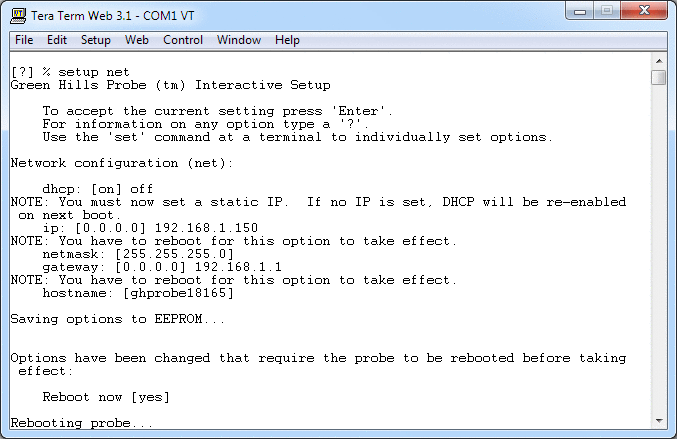 Tera Term Web 3.1 - COM1 VT
File Edit Setup Web Control Window Help
[?] % setup net
Green Hills Probe (tm) Interactive Setup
To accept the current setting press 'Enter'.
For information on any option type a '?'.
Use the 'set' command at a terminal to individually set options.
Network configuration (net):
dhcp: [on] off
NOTE: You must now set a static IP.  If no IP is set, DHCP will be re-enabled
on next boot.
ip: [0.0.0.0] 192.168.1.150
NOTE: You have to reboot for this option to take effect.
netmask: [255.255.255.0]
gateway: [0.0.0.0] 192.168.1.1
NOTE: You have to reboot for this option to take effect.
hostname: [ghprobe18165]
Saving options to EEPROM...
Options have been changed that require the probe to be rebooted before taking
effect:
Reboot now [yes]
Rebooting probe...